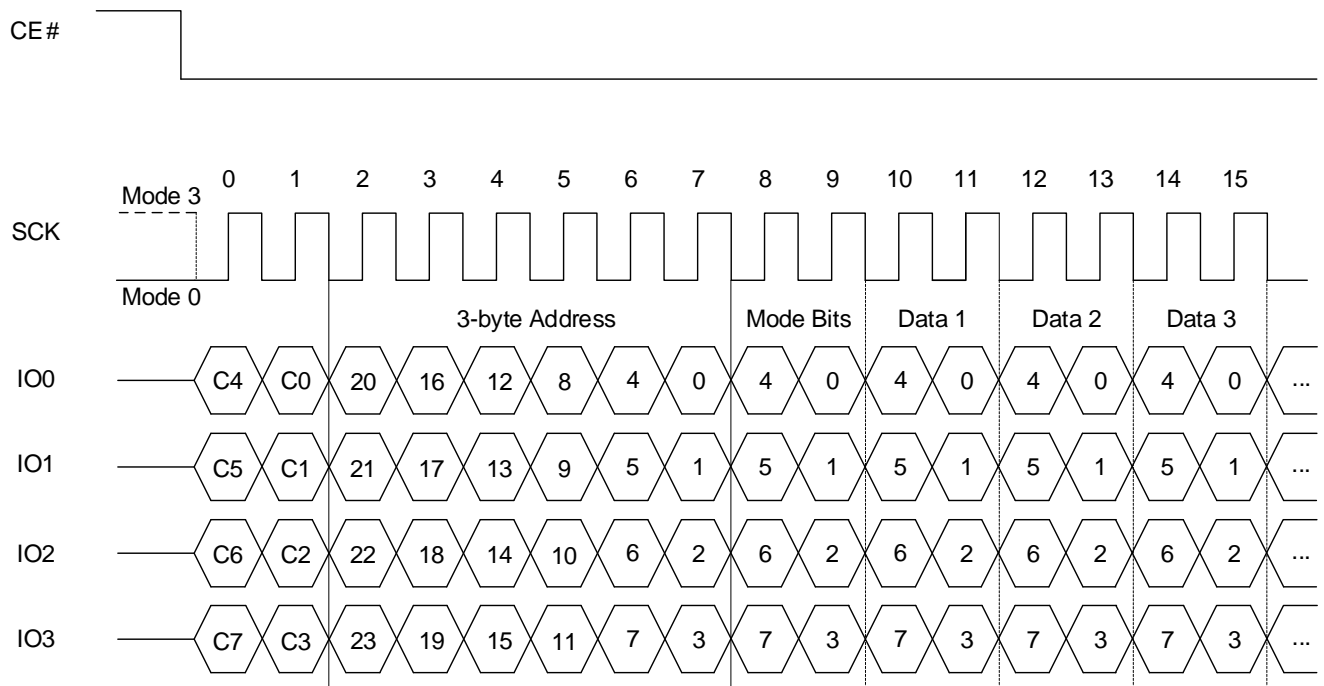 CE#
0 1 2 3 4 5 6 7 8 9 10 11 12 13 14 15
Mode 3
SCK
Mode 0
3-byte Address Mode Bits Data 1 Data 2 Data 3
IO0 C4 C0 20 16 12 8 4 0 4 0 4 0 4 0 4 0 ...
IO1 C5 C1 21 17 13 9 5 1 5 1 5 1 5 1 5 1 ...
IO2 C6 C2 22 18 14 10 6 2 6 2 6 2 6 2 6 2 ...
IO3 C7 C3 23 19 15 11 7 3 7 3 7 3 7 3 7 3 ...